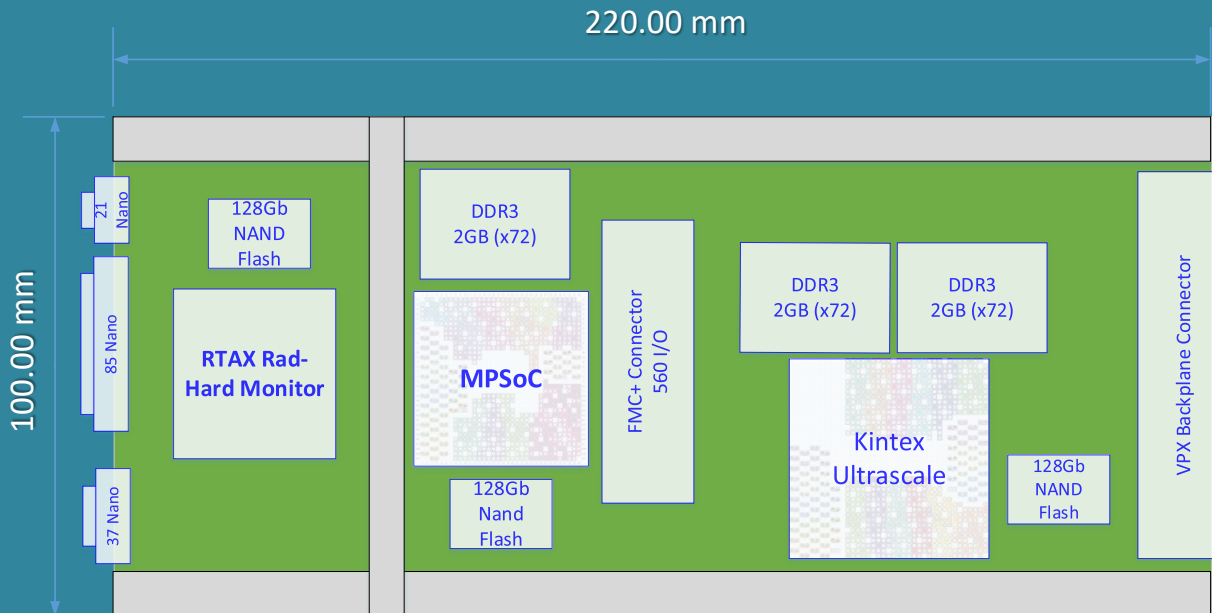 220.00 mm
100.00 mm
21
Nano
85 Nano
37 Nano
128Gb
NAND
Flash
RTAX Rad-
Hard Monitor
DDR3
2GB (x72)
MPSoC
128Gb
Nand
Flash
FMC+ Connector
560 I/O
DDR3
2GB (x72)
DDR3
2GB (x72)
Kintex
Ultrascale
128Gb
NAND
Flash
VPX Backplane Connector